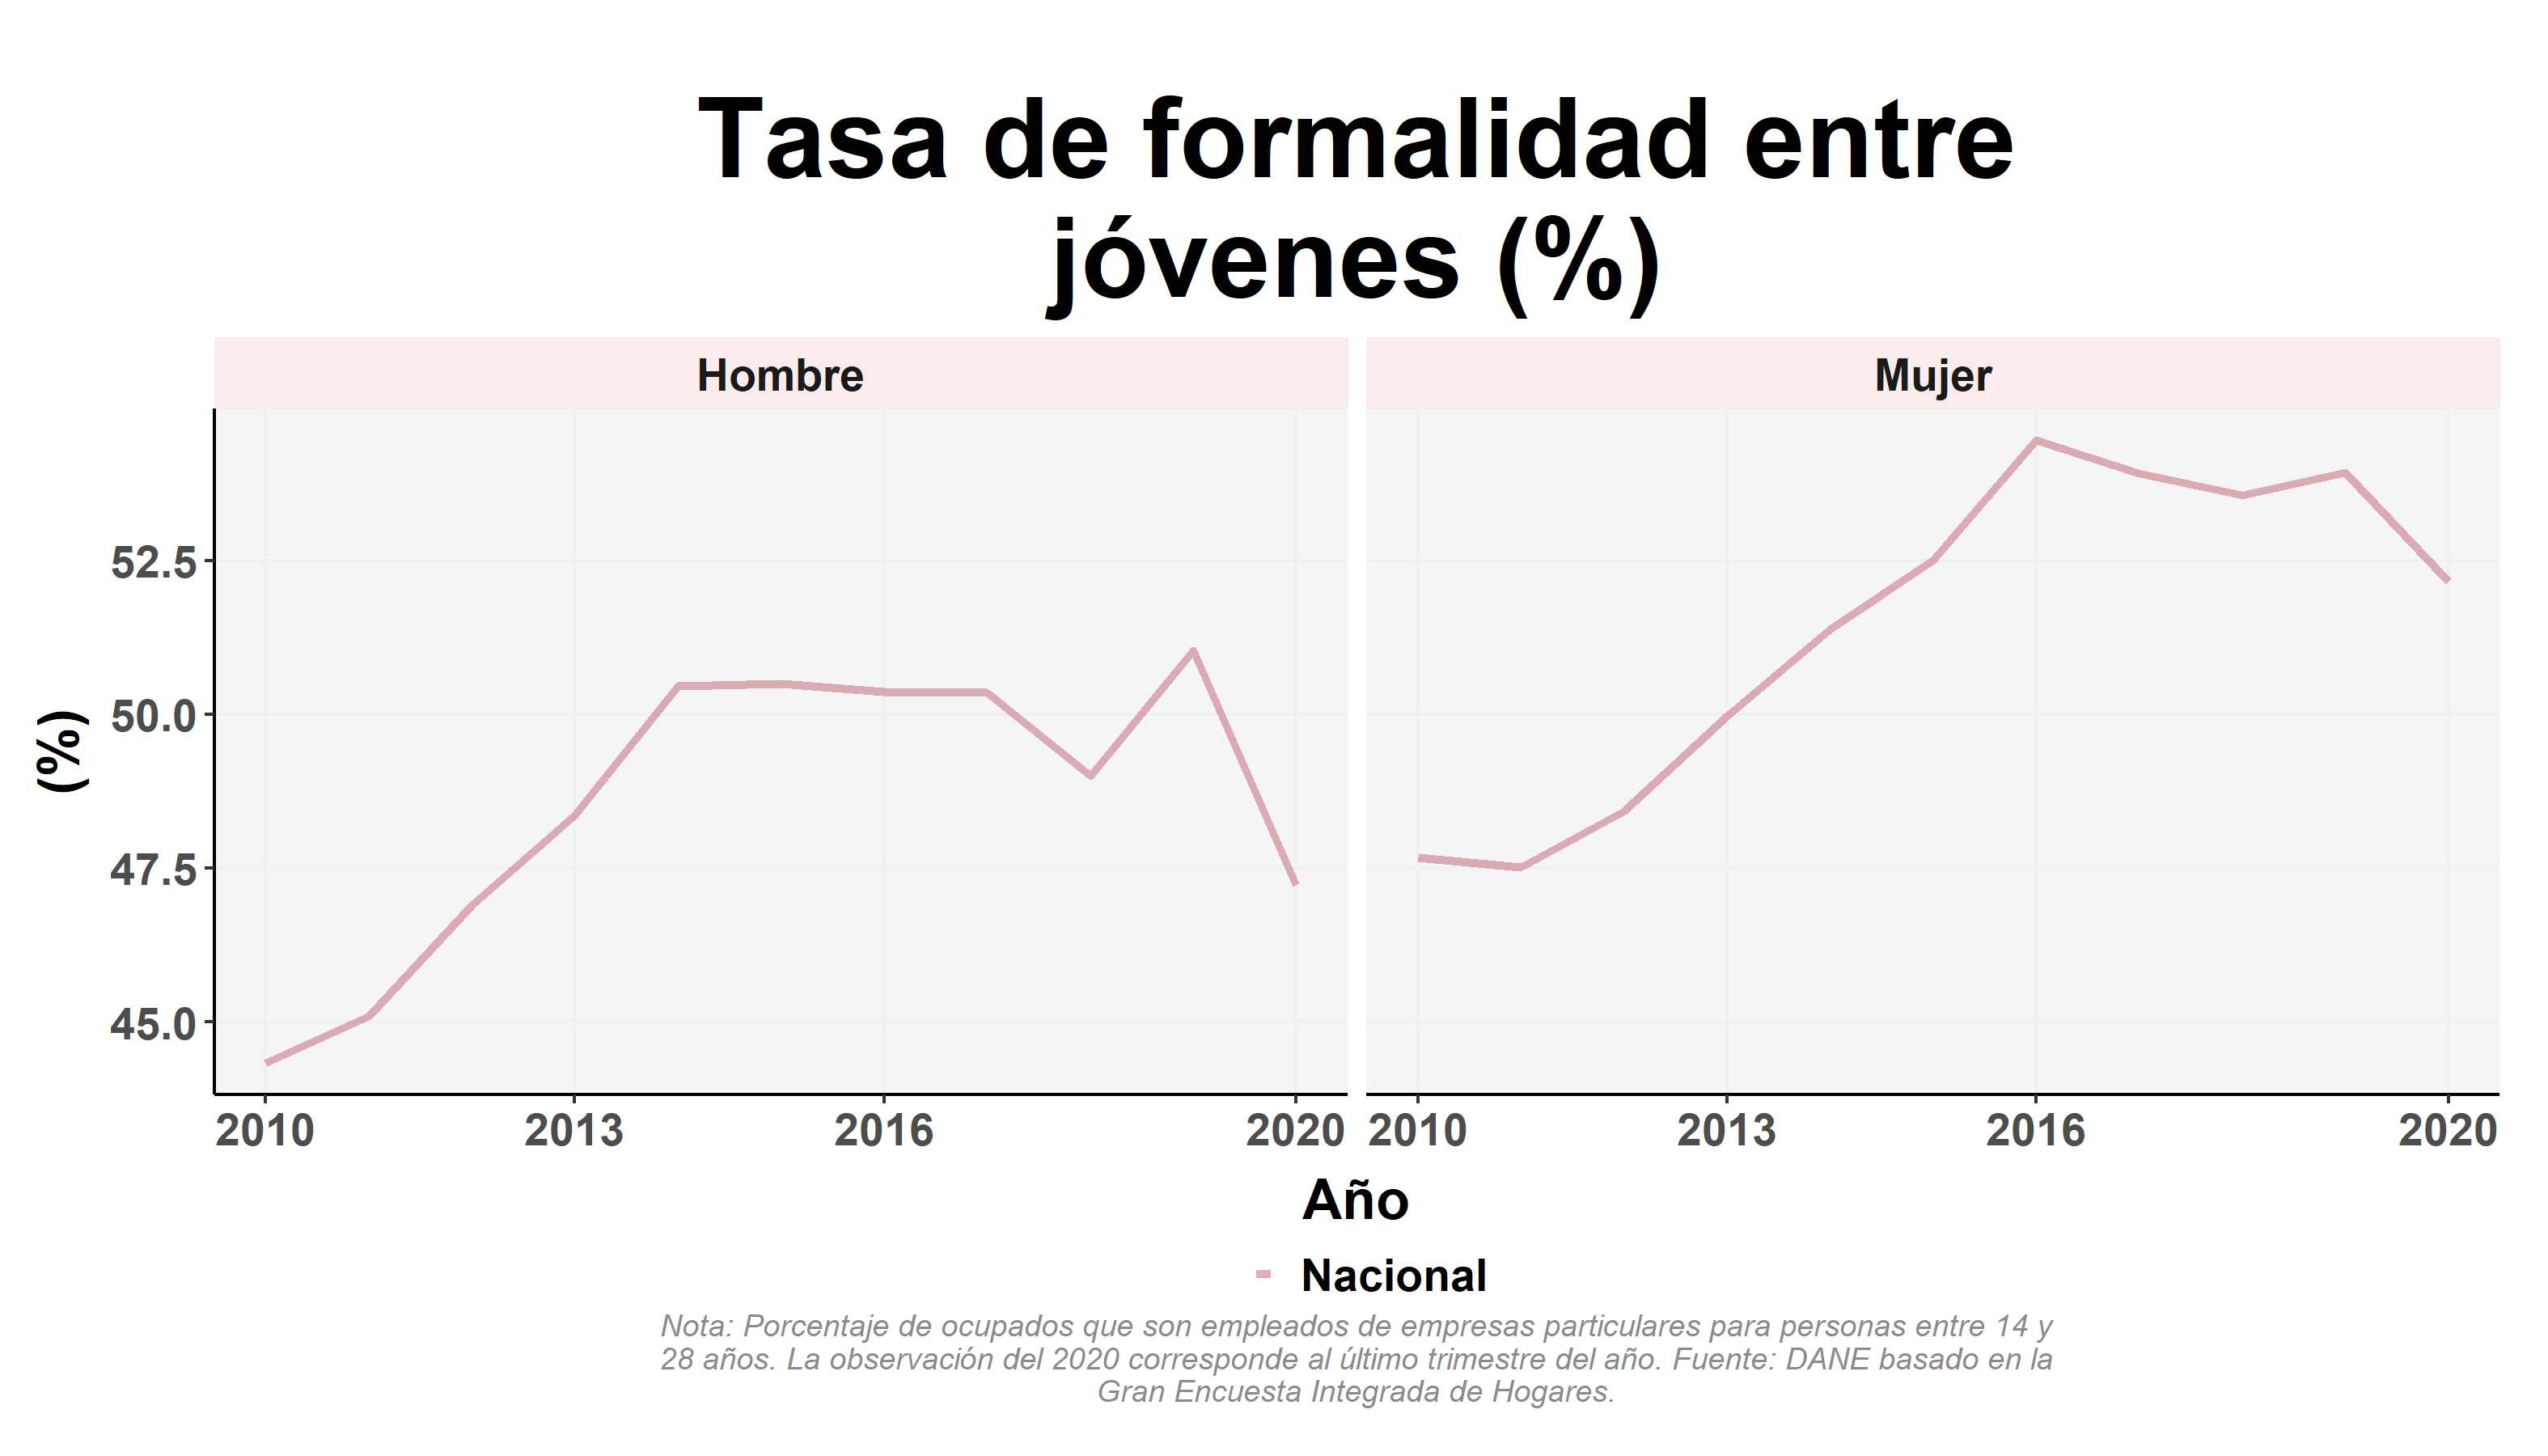 Tasa de formalidad entre
jóvenes (%)
Hombre
Mujer
52.5
50.0
47.5
45.0
(%)
2010
2013
2016
2020
2010
2013
2016
2020
Año
Nacional
Nota: Porcentaje de ocupados que son empleados de empresas particulares para personas entre 14 y
28 años. La observación del 2020 corresponde al último trimestre del año. Fuente: DANE basado en la
Gran Encuesta Integrada de Hogares.